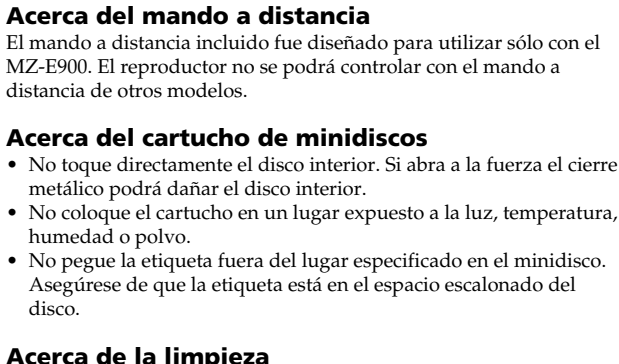 Acerca del mando a distancia
El mando a distancia incluido fue diseñado para utilizar sólo con el
MZ-E900. El reproductor no se podrá controlar con el mando a
distancia de otros modelos.
Acerca del cartucho de minidiscos
• No toque directamente el disco interior. Si abra a la fuerza el cierre
metálico podrá dañar el disco interior.
• No coloque el cartucho en un lugar expuesto a la luz, temperatura,
humedad o polvo.
• No pegue la etiqueta fuera del lugar especificado en el minidisco.
Asegúrese de que la etiqueta está en el espacio escalonado del
disco.
Acerca de la limpieza